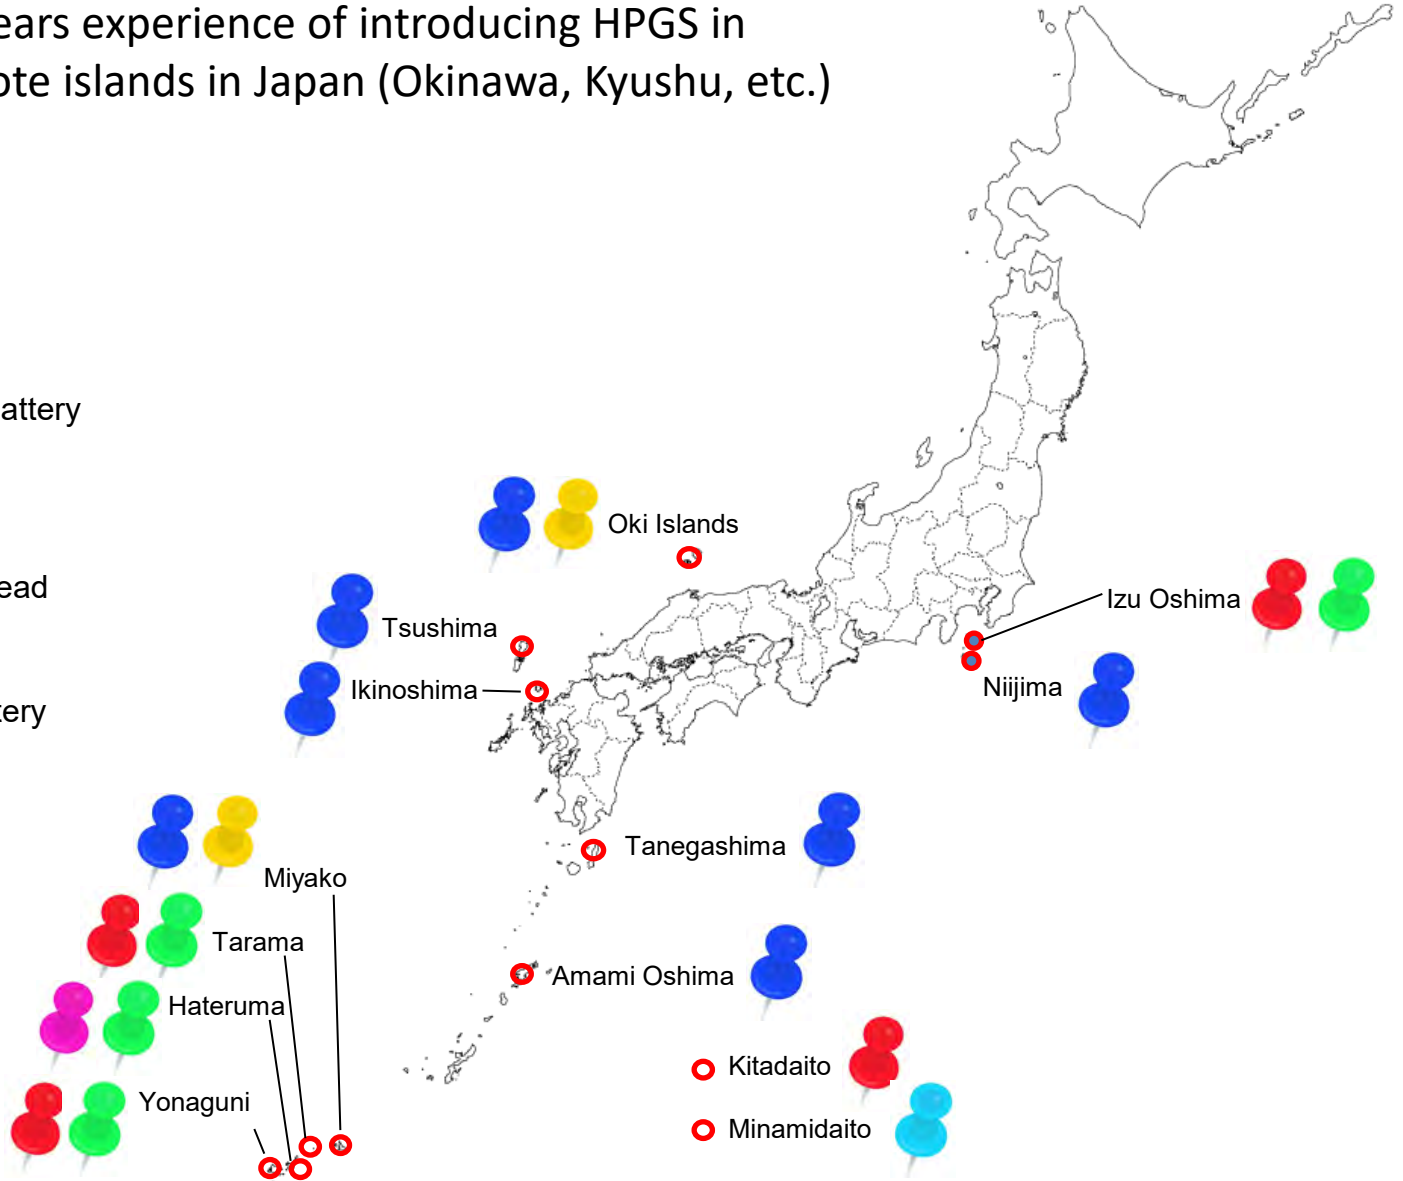 ears experience of introducing HPGS in
ote islands in Japan (Okinawa, Kyushu, etc.)
attery
Oki Islands
ead
Izu Oshima
Tsushima
Niijima
Ikinoshima
tery
Tanegashima
Miyako
Tarama
Amami Oshima
Hateruma
Kitadaito
Yonaguni
Minamidaito